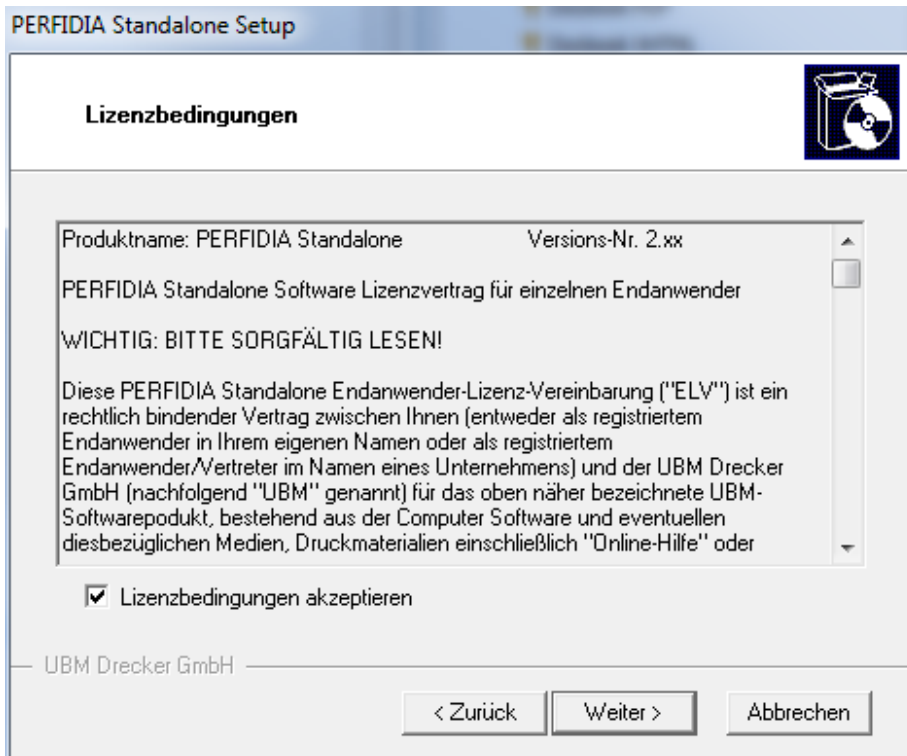 PERFIDIA Standalone Setup
Lizenzbedingungen
Produktname: PERFIDIA Standalone Versions-Nr. 2.xx
PERFIDIA Standalone Software Lizenzvertrag für einzelnen Endanwender
WICHTIG: BITTE SORGFÄLTIG LESEN!
Diese PERFIDIA Standalone Endanwender-Lizenz-Vereinbarung ("ELV") ist ein
rechtlich bindender Vertrag zwischen Ihnen (entweder als registriertem
Endanwender in Ihrem eigenen Namen oder als registriertem
Endanwender/Vertreter im Namen eines Unternehmens) und der UBM Drecker
GmbH (nachfolgend "UBM" genannt) für das oben näher bezeichnete UBM-
Softwarepodukt, bestehend aus der Computer Software und eventuellen
diesbezüglichen Medien, Druckmaterialien einschließlich "Online-Hilfe" oder
Lizenzbedingungen akzeptieren
UBM Drecker GmbH
< Zurück Weiter > Abbrechen